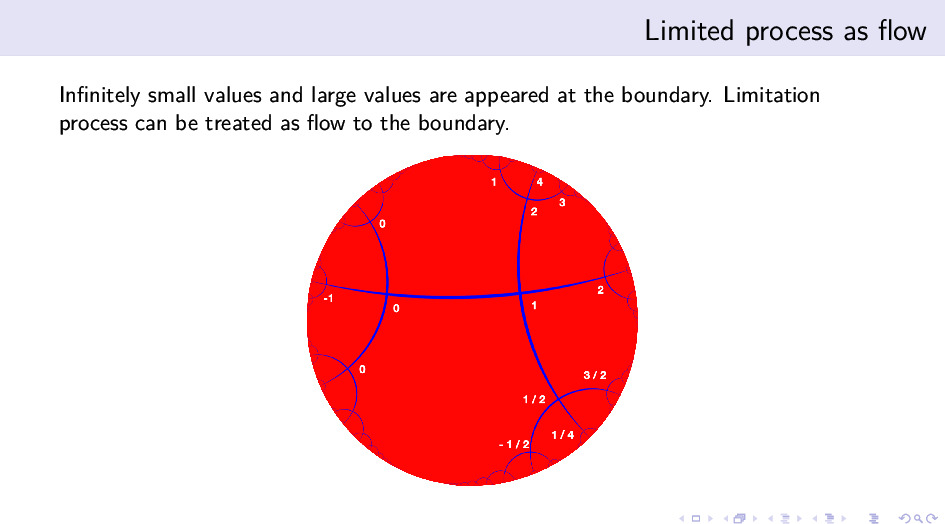 Limited process as flow
Infinitely small values and large values are appeared at the boundary. Limitation
process can be treated as flow to the boundary.
1
4
3
2
0
-1
0
1
2
0
3 / 2
1 / 2
1 / 4
- 1 / 2